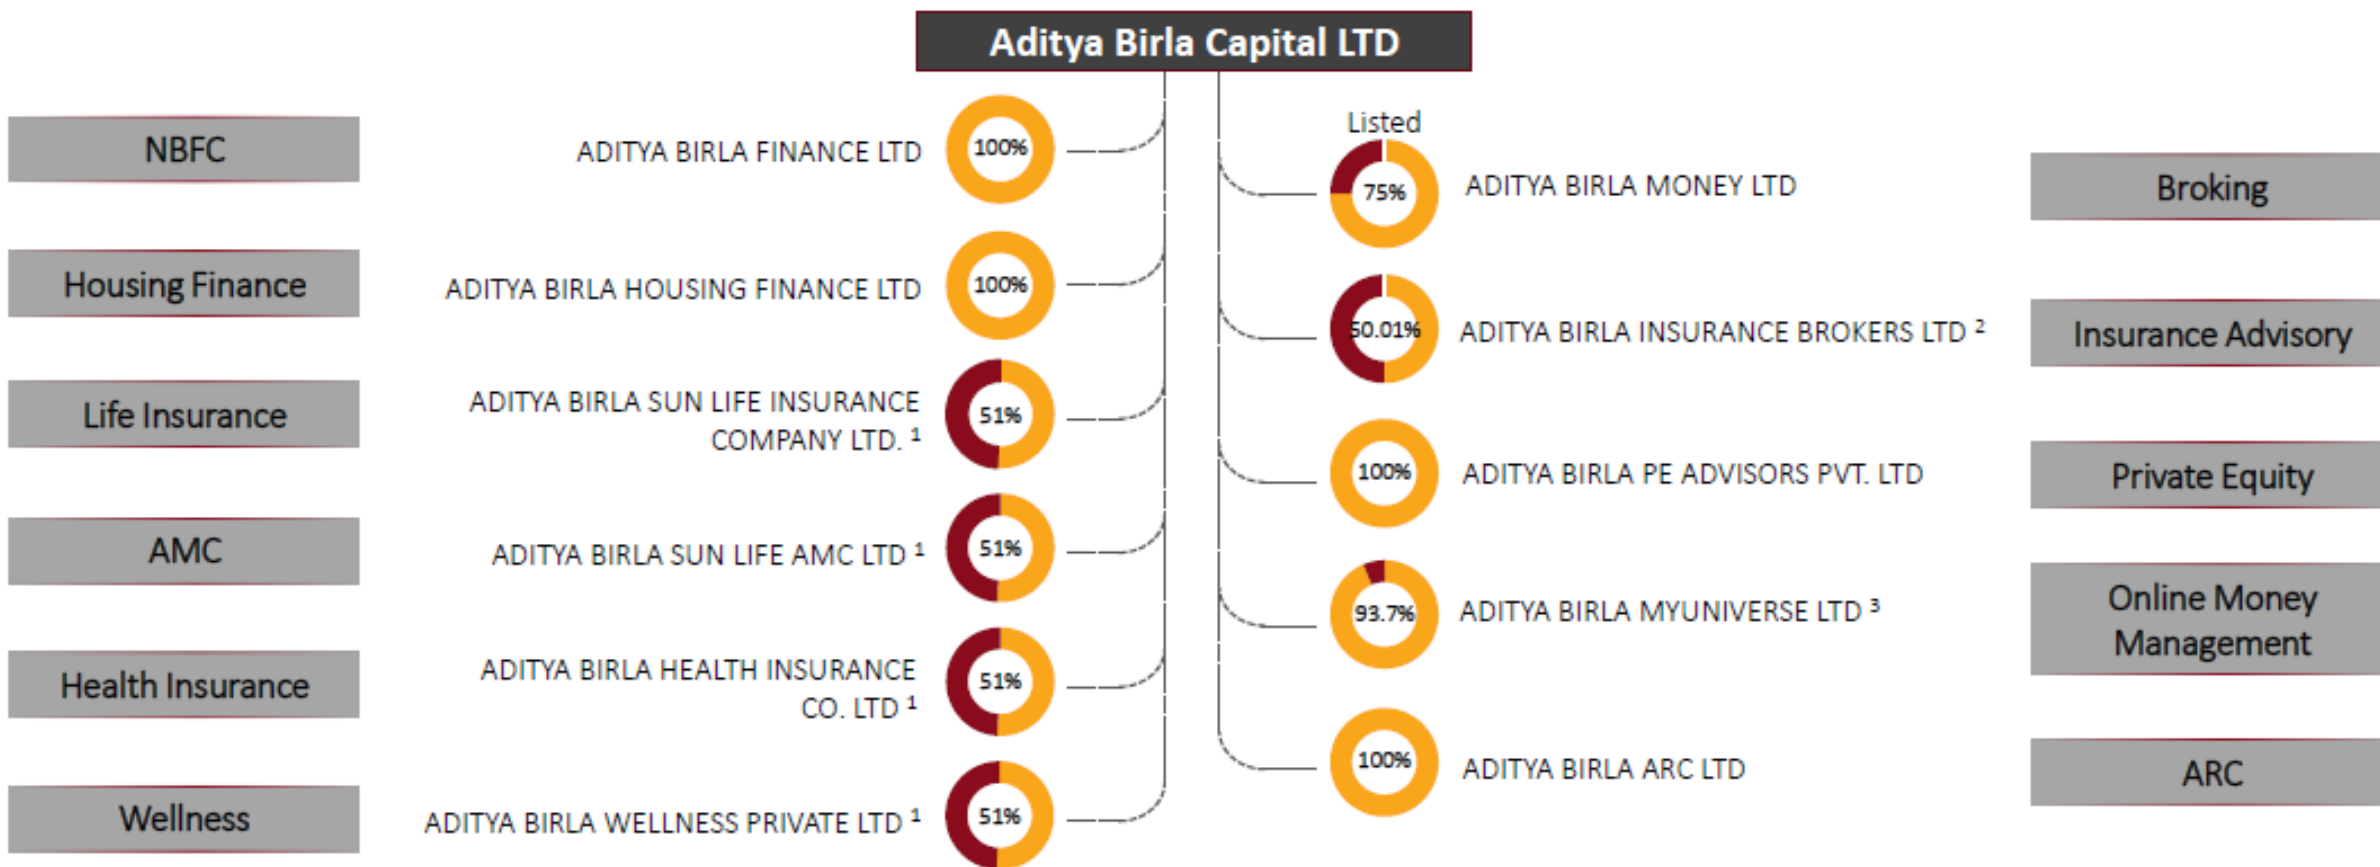 Aditya Birla Capital LTD
NBFC
ADITYA BIRLA FINANCE LTD
100%
Housing Finance
ADITYA BIRLA HOUSING FINANCE LTD
100%
Life Insurance
ADITYA BIRLA SUN LIFE INSURANCE
COMPANY LTD. ¹
51%
AMC
ADITYA BIRLA SUN LIFE AMC LTD ¹
51%
Health Insurance
ADITYA BIRLA HEALTH INSURANCE
CO. LTD ¹
51%
Wellness
ADITYA BIRLA WELLNESS PRIVATE LTD ¹
51%
Listed
75%
ADITYA BIRLA MONEY LTD
Broking
50.01%
ADITYA BIRLA INSURANCE BROKERS LTD ²
Insurance Advisory
100%
ADITYA BIRLA PE ADVISORS PVT. LTD
Private Equity
93.7%
ADITYA BIRLA MYUNIVERSE LTD ³
Online Money
Management
100%
ADITYA BIRLA ARC LTD
ARC